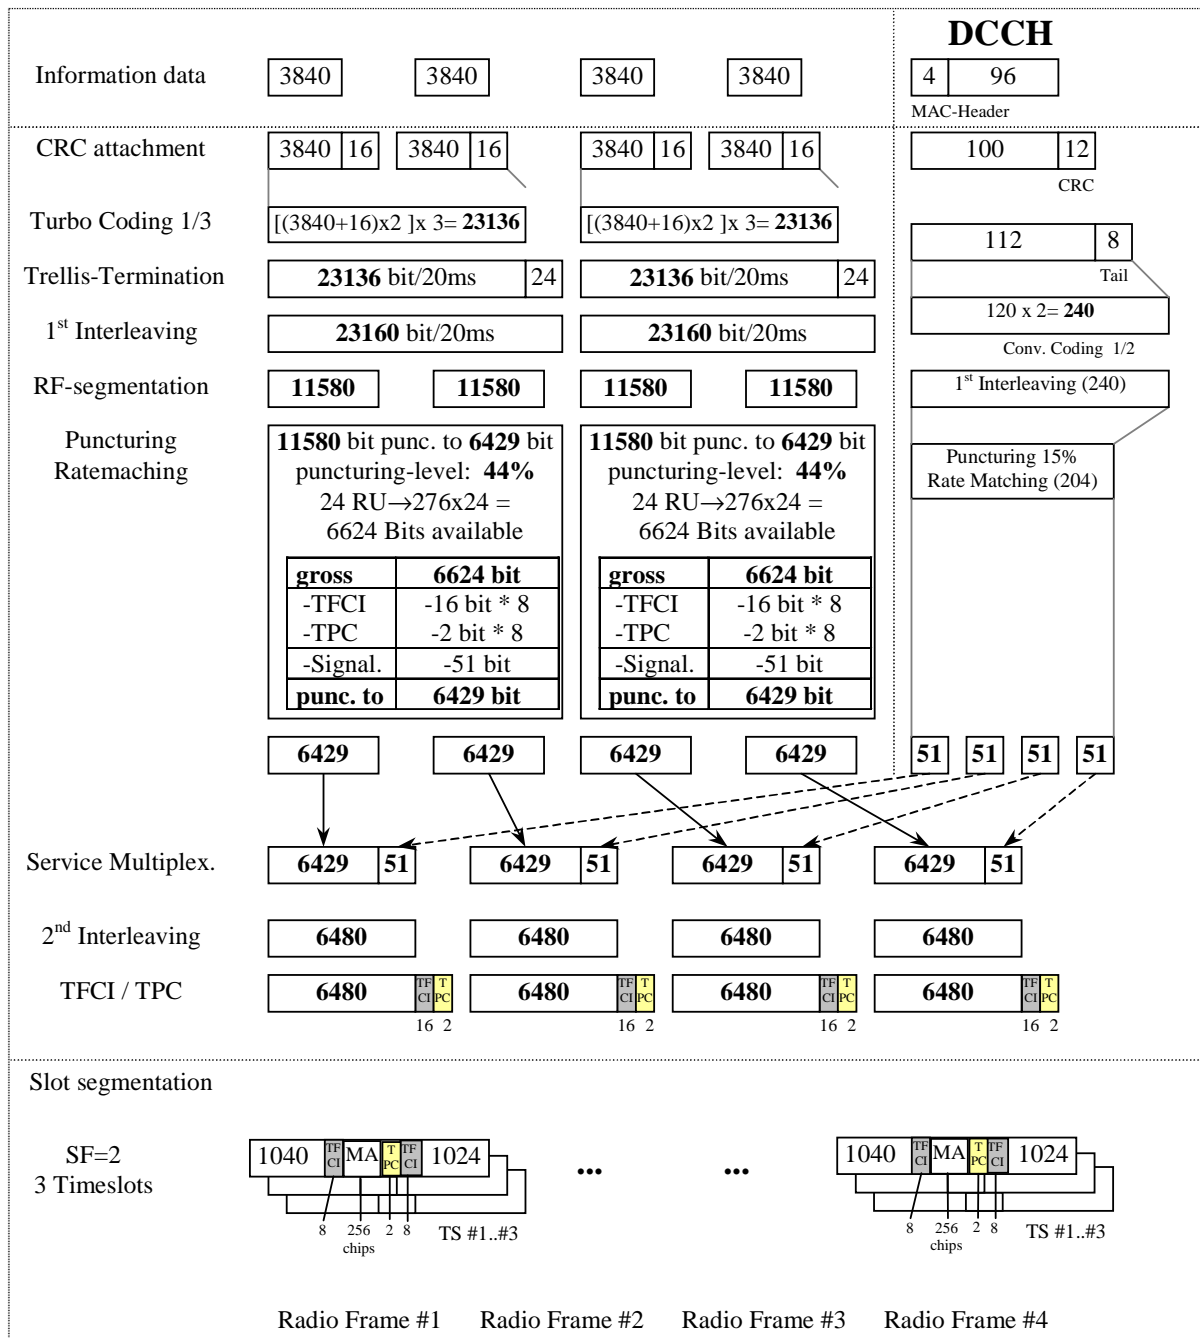 DCCH
Information data 3840 3840 3840 3840 4 96
MAC-Header
CRC attachment 3840 16 3840 16 3840 16 3840 16 100 12
CRC
Turbo Coding 1/3 [(3840+16)x2 ]x 3= 23136 [(3840+16)x2 ]x 3= 23136
112 8
Tail
Trellis-Termination 23136 bit/20ms 24 23136 bit/20ms 24
120 x 2= 240
Conv. Coding 1/2
1st Interleaving 23160 bit/20ms 23160 bit/20ms
RF-segmentation 11580 11580 11580 11580 1st Interleaving (240)
Puncturing
Ratemaching
11580 bit punc. to 6429 bit
puncturing-level: 44%
24 RU→276x24 =
6624 Bits available
gross 6624 bit
-TFCI -16 bit * 8
-TPC -2 bit * 8
-Signal. -51 bit
punc. to 6429 bit
11580 bit punc. to 6429 bit
puncturing-level: 44%
24 RU→276x24 =
6624 Bits available
gross 6624 bit
-TFCI -16 bit * 8
-TPC -2 bit * 8
-Signal. -51 bit
punc. to 6429 bit
Puncturing 15%
Rate Matching (204)
6429 6429 6429 6429 51 51 51 51
Service Multiplex. 6429 51 6429 51 6429 51 6429 51
2nd Interleaving 6480 6480 6480 6480
TFCI / TPC 6480 TF CI T PC 6480 TF CI T PC 6480 TF CI T PC 6480 TF CI T PC
16 2 16 2 16 2 16 2
Slot segmentation
SF=2
3 Timeslots
1040 TF CI MA T PC TF CI 1024 ... ... 1040 TF CI MA T PC TF CI 1024
8 256 2 8 TS #1..#3 8 256 2 8 TS #1..#3
chips chips
Radio Frame #1 Radio Frame #2 Radio Frame #3 Radio Frame #4